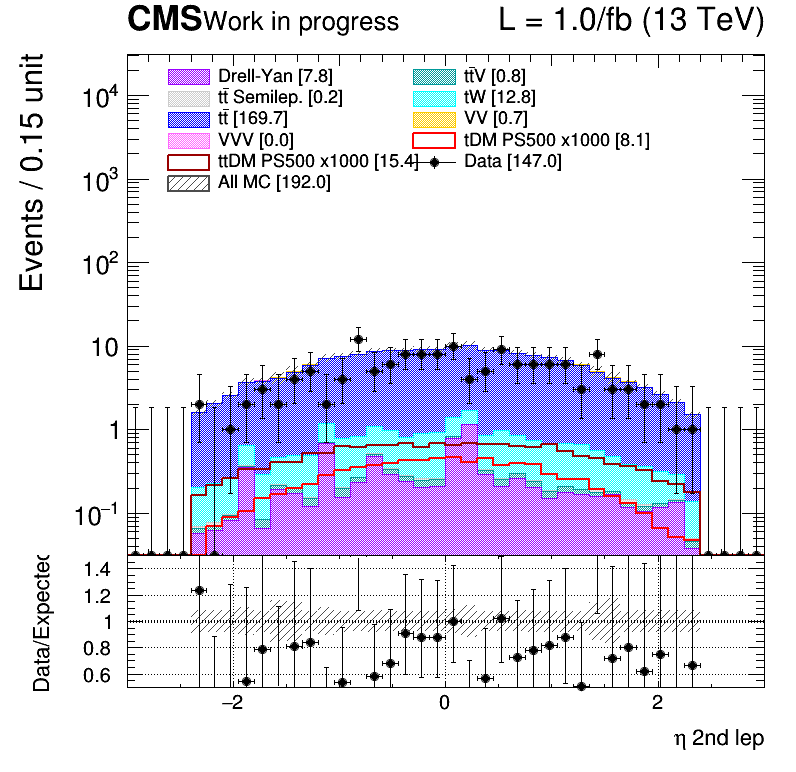 CMS Work in progress L = 1.0/fb (13 TeV)
Drell-Yan [7.8] tt̄V [0.8]
tt̄ Semilep. [0.2] tW [12.8]
tt̄ [169.7] VV [0.7]
VVV [0.0] tDM PS500 x1000 [8.1]
ttDM PS500 x1000 [15.4] Data [147.0]
All MC [192.0]
Events / 0.15 unit
10⁴
10³
10²
10
1
10⁻¹
Data/Expected
1.4
1.2
1
0.8
0.6
−2 0 2
η 2nd lep